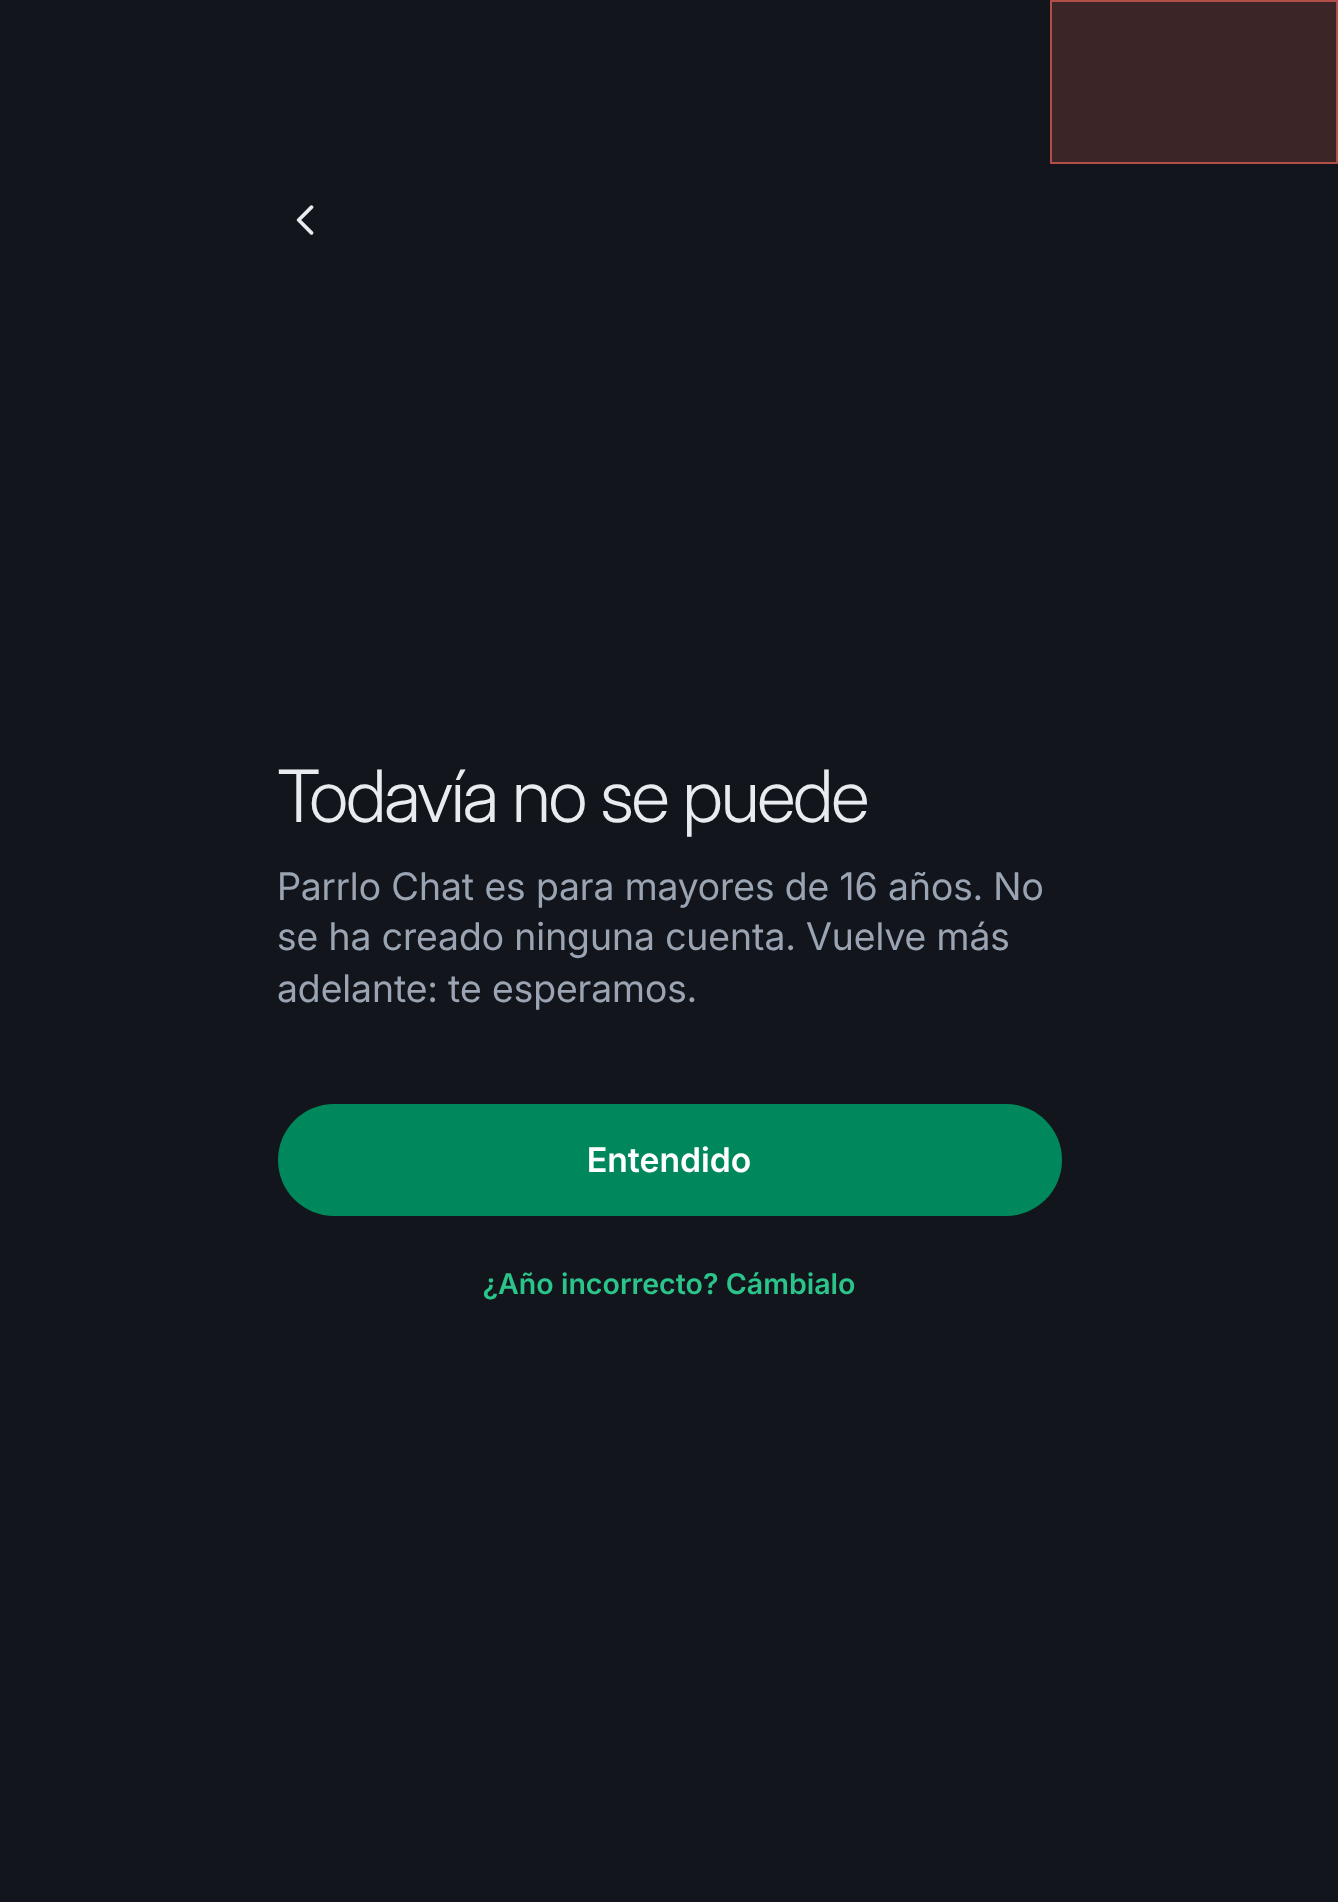 Todavía no se puede
Parrlo Chat es para mayores de 16 años. No
se ha creado ninguna cuenta. Vuelve más
adelante: te esperamos.
Entendido
¿Año incorrecto? Cámbialo